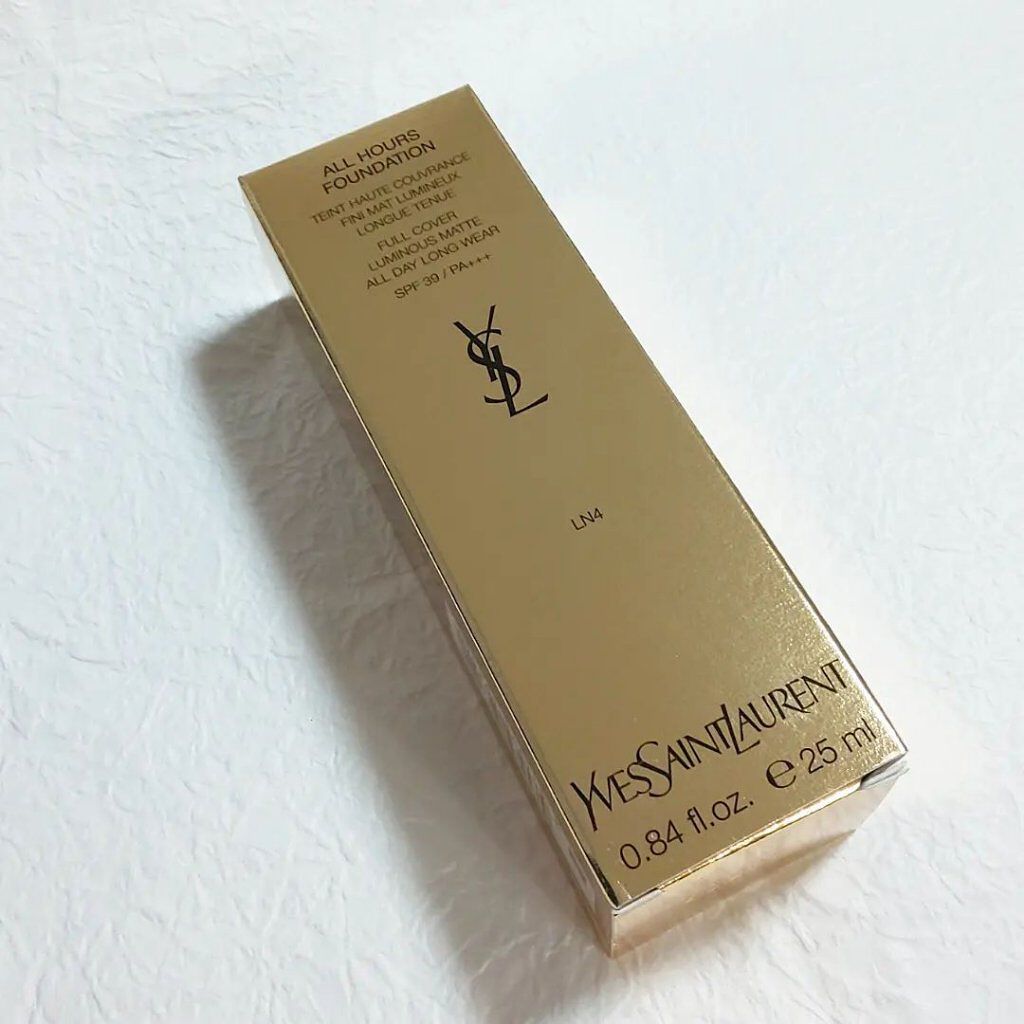 ALL HOURS
FOUNDATION
TEINT HAUTE COUVRANCE
FINI MAT LUMINEUX
LONGUE TENUE
FULL COVER
LUMINOUS MATTE
ALL DAY LONG WEAR
SPF 39 / PA+++
YSL
LN4
YVESSAINTLAURENT
0.84 fl.oz. ℮ 25 ml